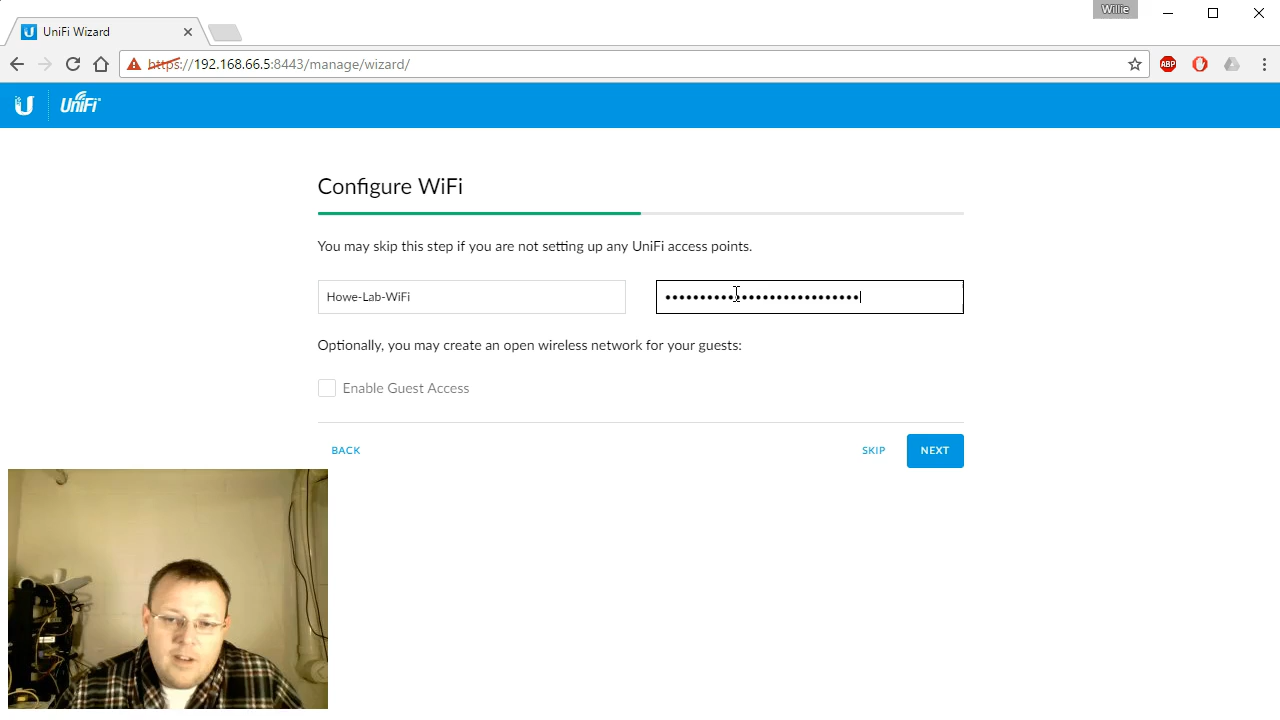 Willie
UniFi Wizard
https://192.168.66.5:8443/manage/wizard/
ABP
UniFi
Configure WiFi
You may skip this step if you are not setting up any UniFi access points.
Howe-Lab-WiFi
Optionally, you may create an open wireless network for your guests:
Enable Guest Access
BACK
SKIP
NEXT